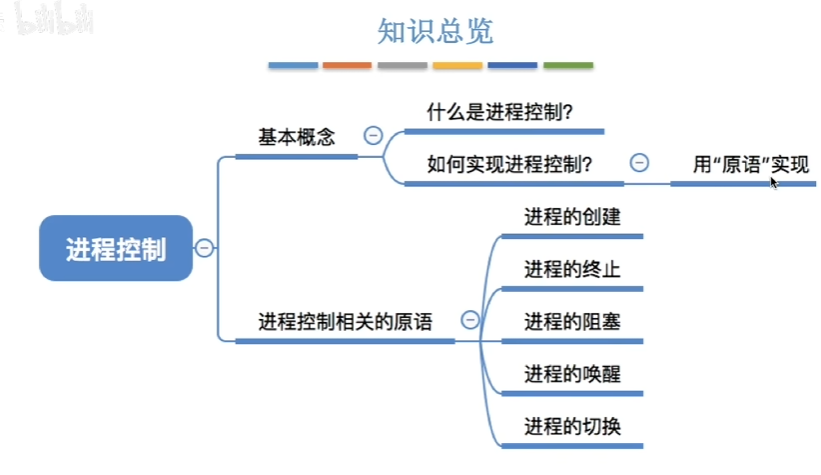 bilibili
知识总览
进程控制
基本概念
什么是进程控制？
如何实现进程控制？
用“原语”实现
进程控制相关的原语
进程的创建
进程的终止
进程的阻塞
进程的唤醒
进程的切换